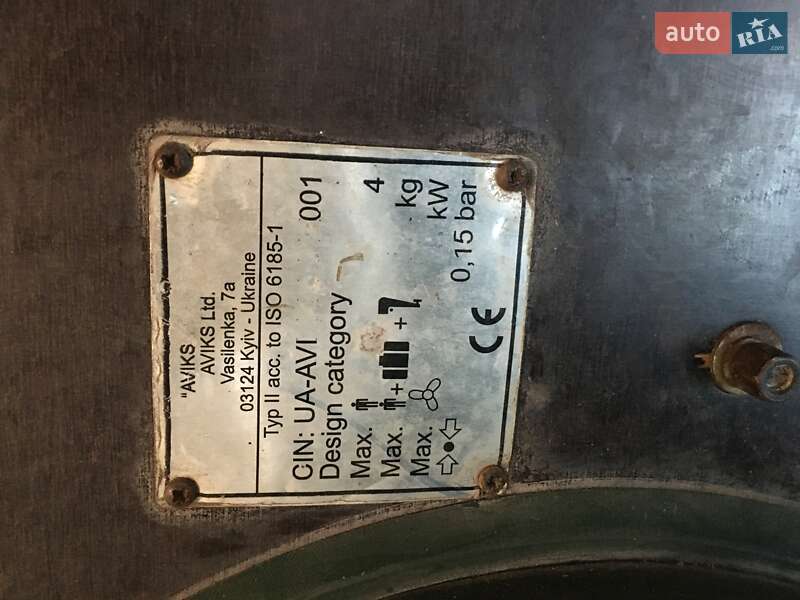 "AVIKS
AVIKS Ltd.
Vasilenka, 7a
03124 Kyiv - Ukraine
Typ II acc. to ISO 6185-1
CIN: UA-AVI 001
Design category
Max. 4
Max. + + kg
Max. kW
0,15 bar
CE
auto RIA.com